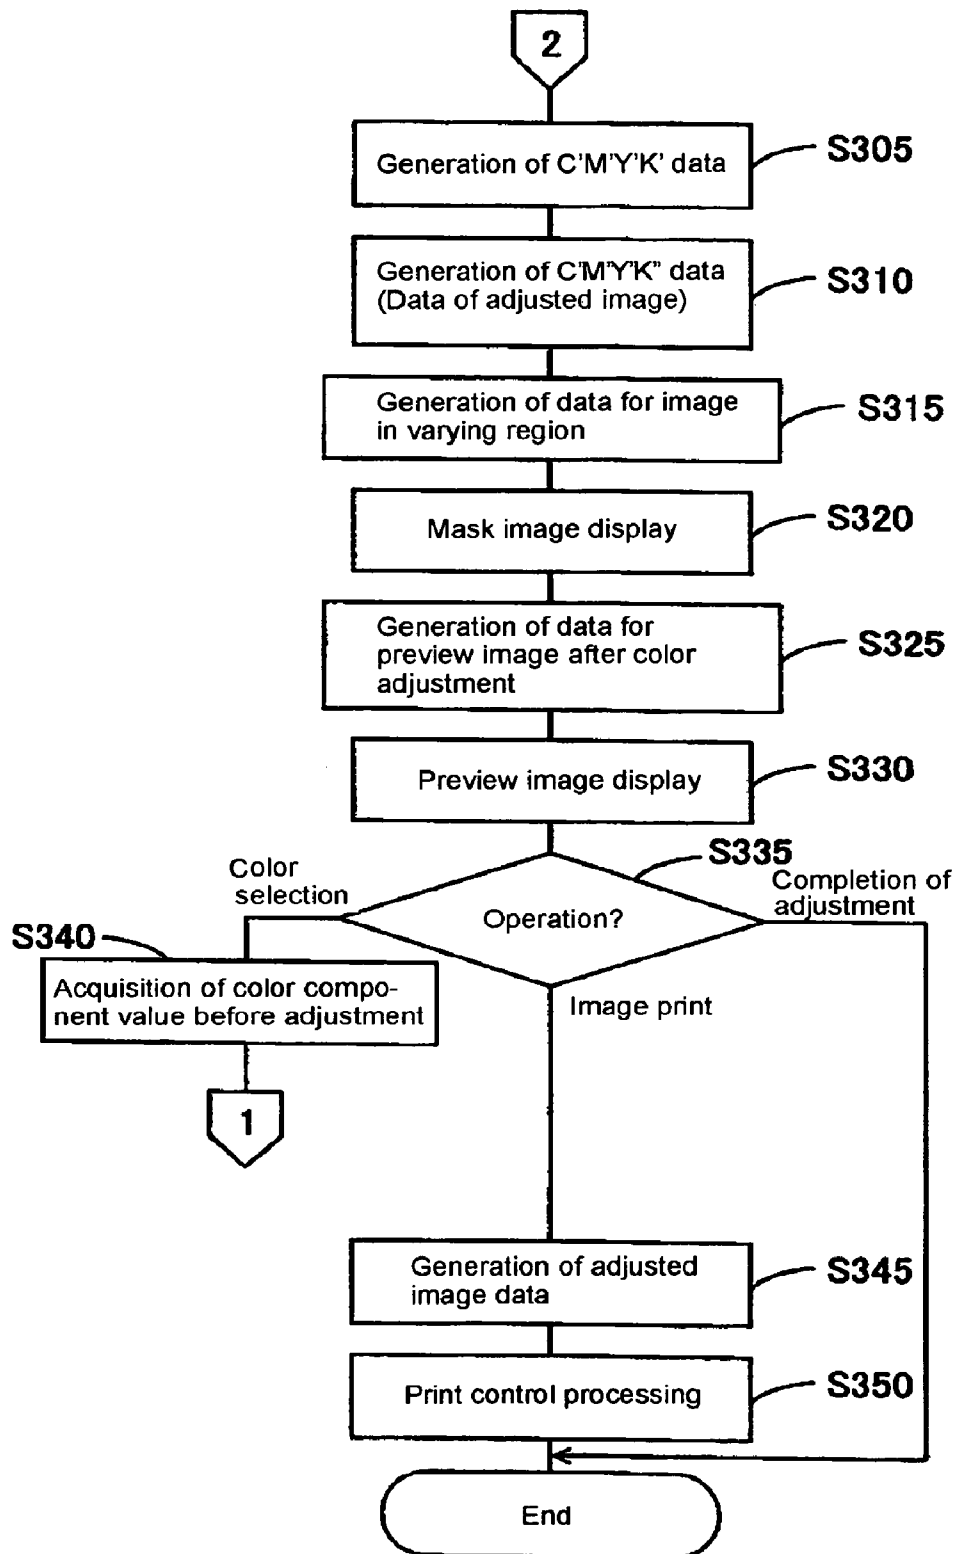 2
Generation of C'M'Y'K' data
S305
Generation of C'M'Y'K" data
(Data of adjusted image)
S310
Generation of data for image
in varying region
S315
Mask image display
S320
Generation of data for
preview image after color
adjustment
S325
Preview image display
S330
S335
Color
selection
Operation?
Completion of
adjustment
S340
Acquisition of color compo-
nent value before adjustment
Image print
1
Generation of adjusted
image data
S345
Print control processing
S350
End